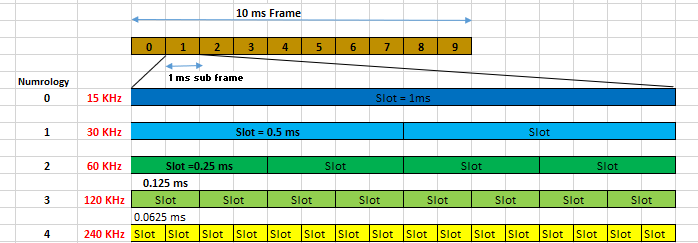 10 ms Frame
0 1 2 3 4 5 6 7 8 9
1 ms sub frame
Numrology
0 15 KHz Slot = 1ms
1 30 KHz Slot = 0.5 ms Slot
2 60 KHz Slot =0.25 ms Slot Slot Slot
0.125 ms
3 120 KHz Slot Slot Slot Slot Slot Slot Slot Slot
0.0625 ms
4 240 KHz Slot Slot Slot Slot Slot Slot Slot Slot Slot Slot Slot Slot Slot Slot Slot Slot